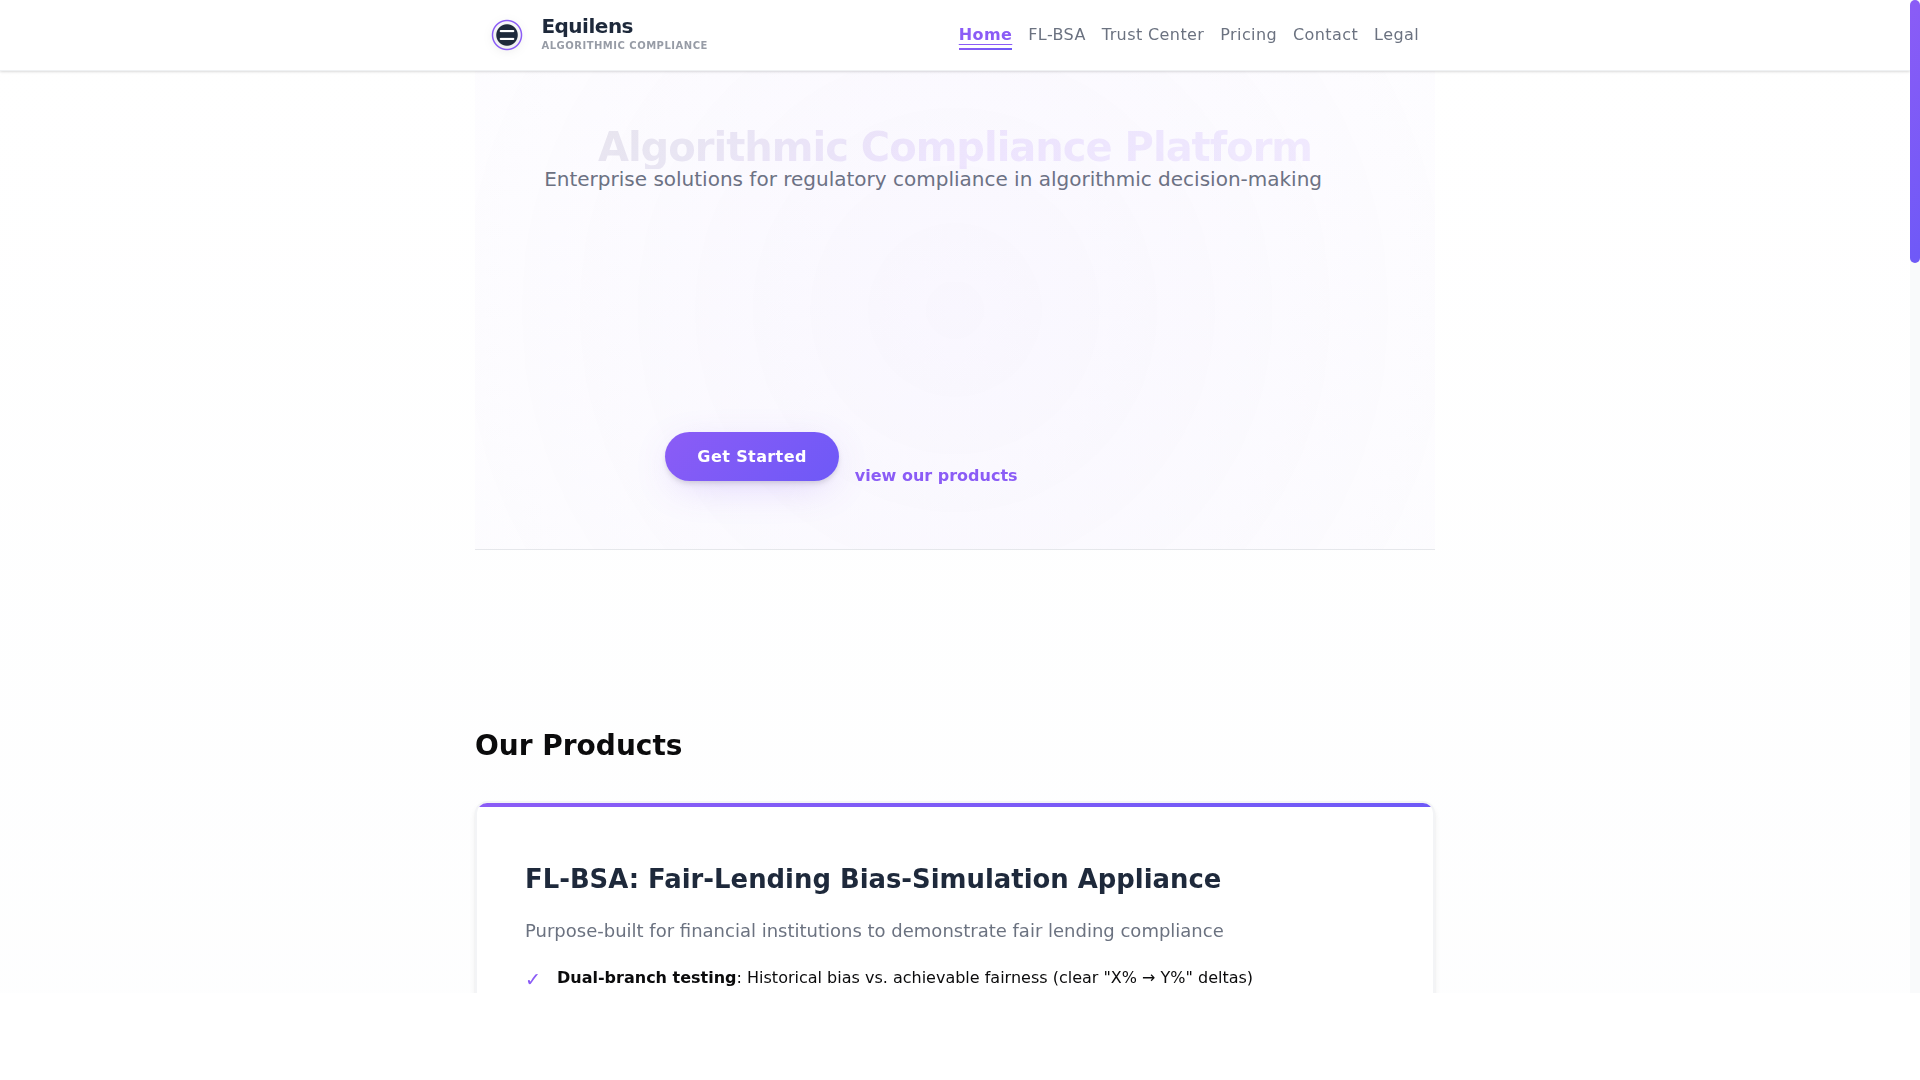 Equilens
ALGORITHMIC COMPLIANCE
Home FL-BSA Trust Center Pricing Contact Legal
Algorithmic Compliance Platform
Enterprise solutions for regulatory compliance in algorithmic decision-making
Get Started
view our products
Our Products
FL-BSA: Fair-Lending Bias-Simulation Appliance
Purpose-built for financial institutions to demonstrate fair lending compliance
✓ Dual-branch testing: Historical bias vs. achievable fairness (clear "X% → Y%" deltas)